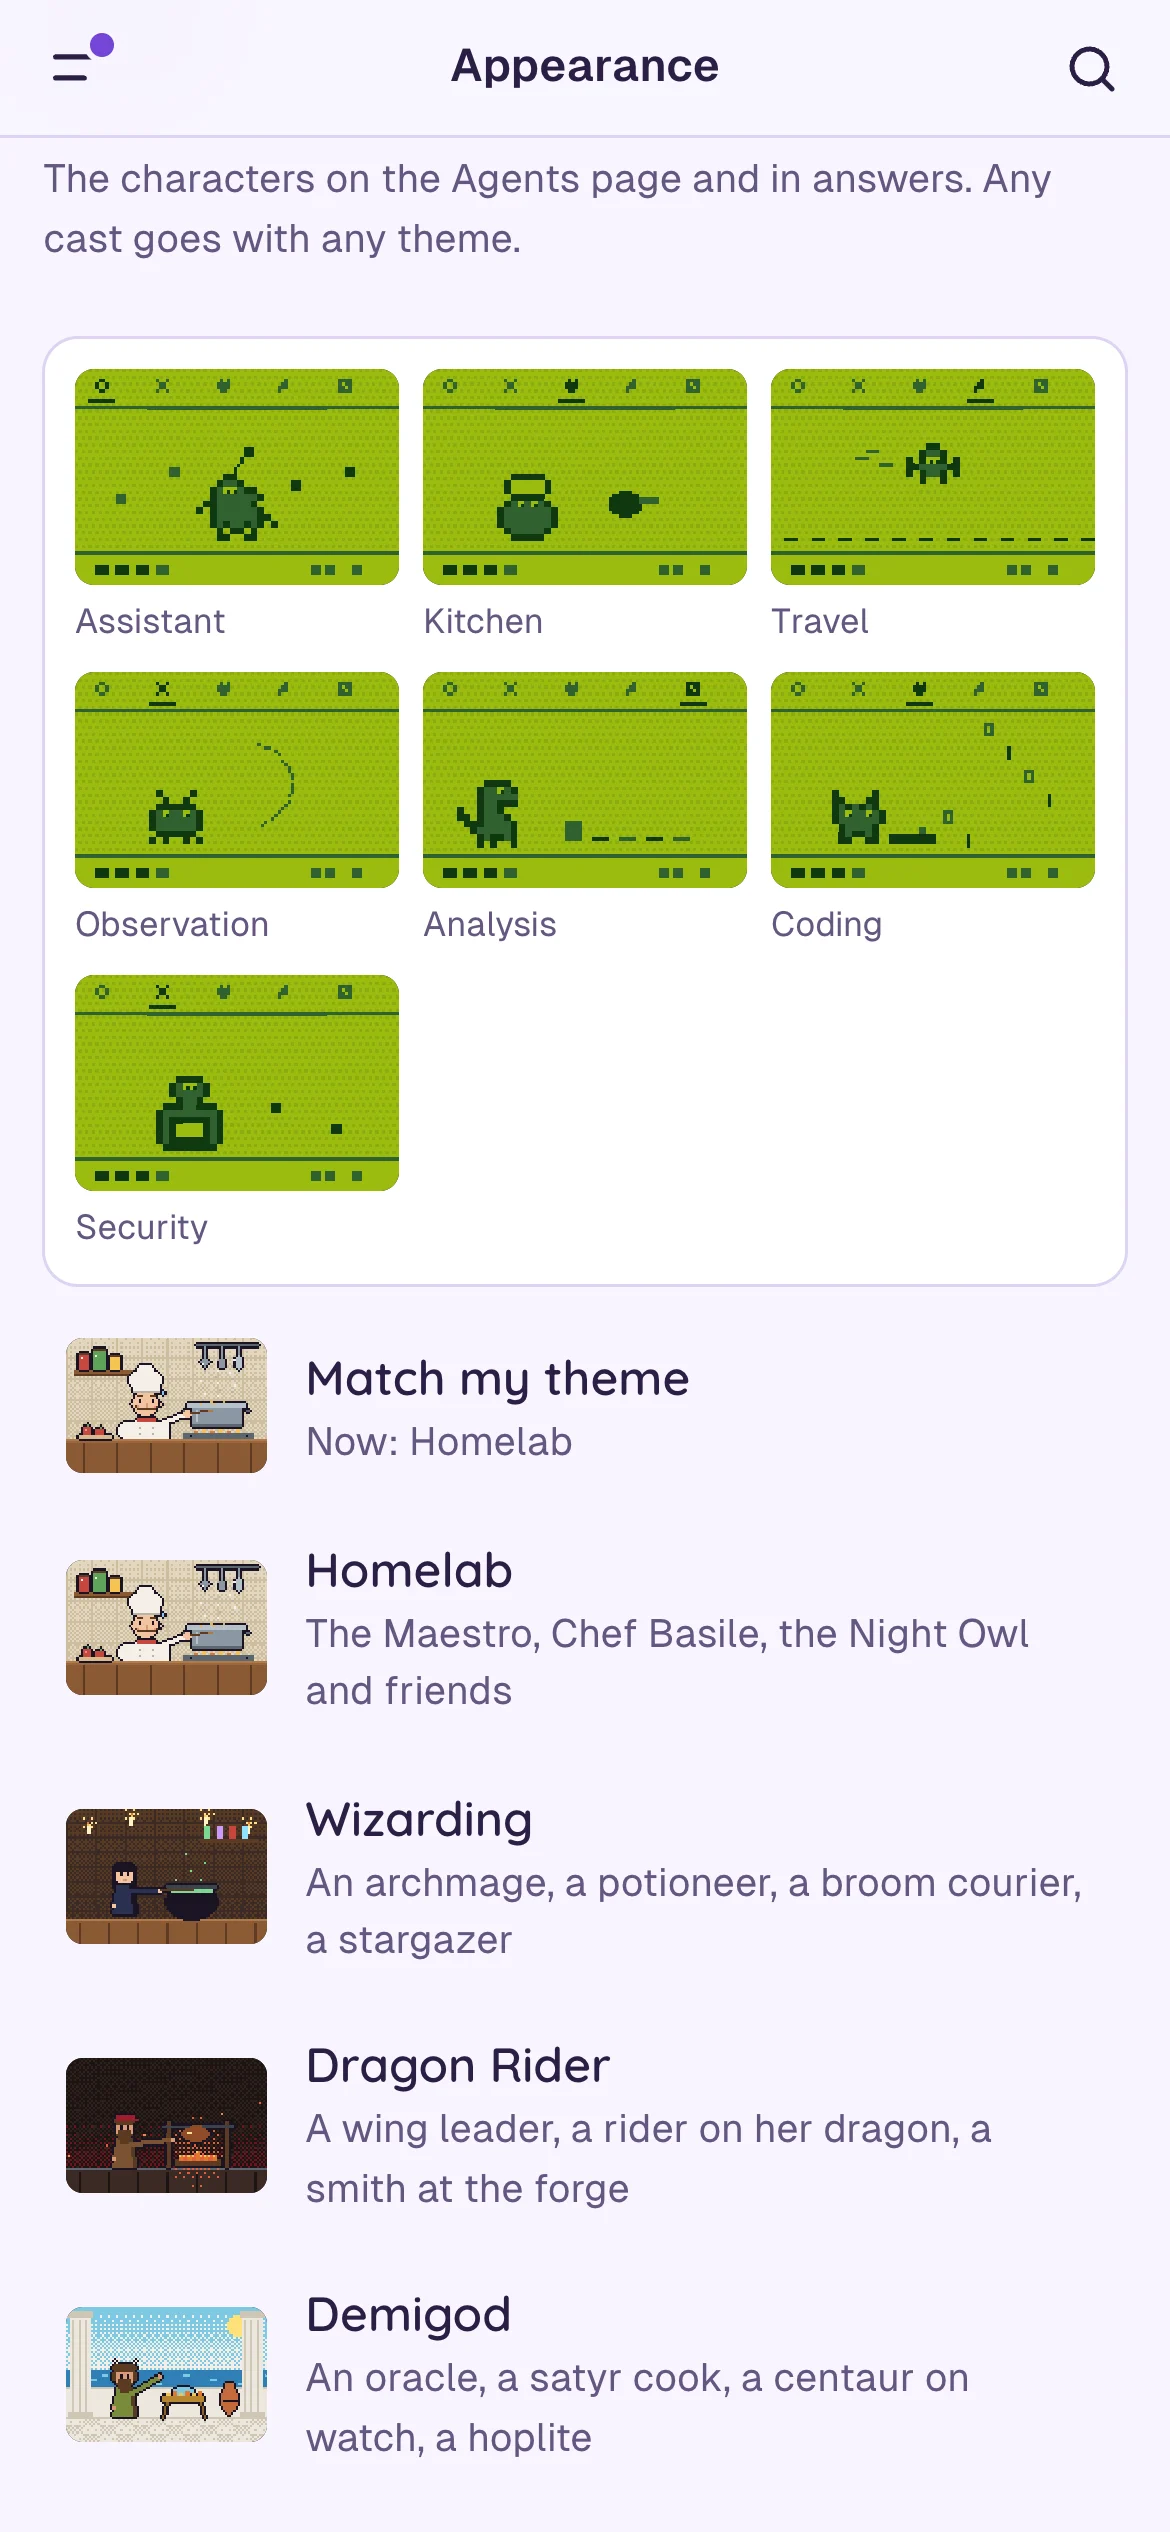 Appearance
The characters on the Agents page and in answers. Any
cast goes with any theme.
Assistant
Kitchen
Travel
Observation
Analysis
Coding
Security
Match my theme
Now: Homelab
Homelab
The Maestro, Chef Basile, the Night Owl
and friends
Wizarding
An archmage, a potioneer, a broom courier,
a stargazer
Dragon Rider
A wing leader, a rider on her dragon, a
smith at the forge
Demigod
An oracle, a satyr cook, a centaur on
watch, a hoplite